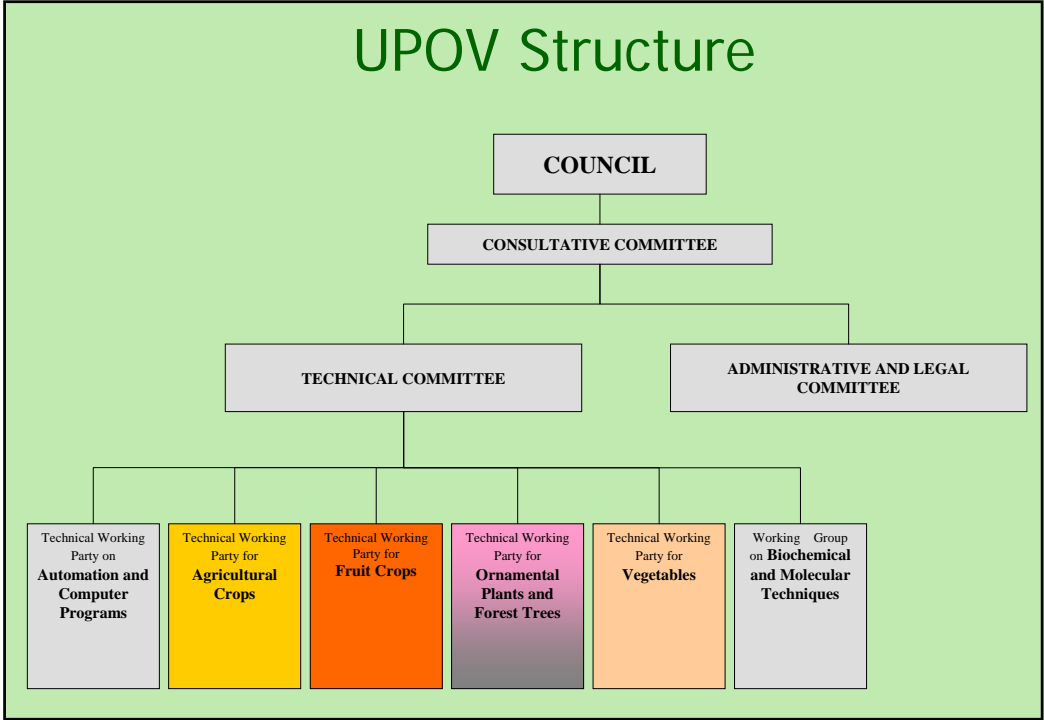 UPOV Structure
COUNCIL
CONSULTATIVE COMMITTEE
TECHNICAL COMMITTEE
ADMINISTRATIVE AND LEGAL
COMMITTEE
Technical Working
Party on
Automation and
Computer
Programs
Technical Working
Party for
Agricultural
Crops
Technical Working
Party for
Fruit Crops
Technical Working
Party for
Ornamental
Plants and
Forest Trees
Technical Working
Party for
Vegetables
Working Group
on Biochemical
and Molecular
Techniques